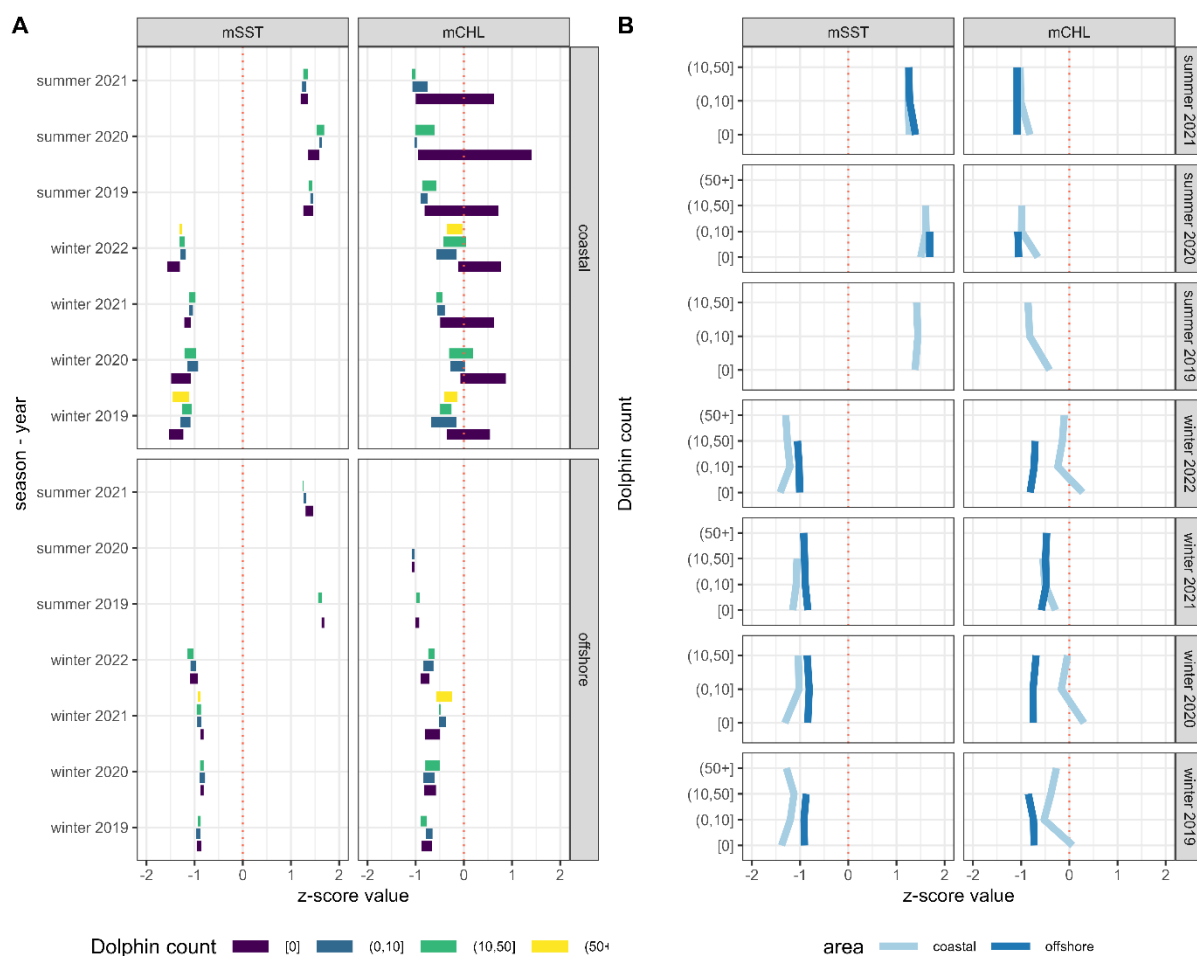 A
mSST
mCHL
summer 2021
summer 2020
summer 2019
winter 2022
winter 2021
winter 2020
winter 2019
coastal
summer 2021
summer 2020
summer 2019
winter 2022
winter 2021
winter 2020
winter 2019
offshore
season - year
-2 -1 0 1 2
-2 -1 0 1 2
z-score value
Dolphin count [0] (0,10] (10,50] (50+
B
mSST
mCHL
Dolphin count
(10,50]
(0,10]
[0]
summer 2021
(50+]
(10,50]
(0,10]
[0]
summer 2020
(10,50]
(0,10]
[0]
summer 2019
(50+]
(10,50]
(0,10]
[0]
winter 2022
(50+]
(10,50]
(0,10]
[0]
winter 2021
(10,50]
(0,10]
[0]
winter 2020
(50+]
(10,50]
(0,10]
[0]
winter 2019
-2 -1 0 1 2
-2 -1 0 1 2
z-score value
area coastal offshore